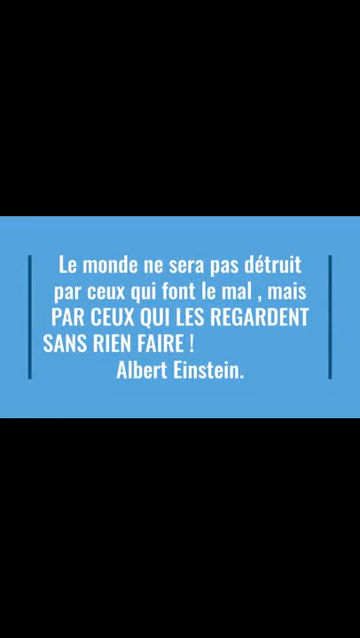 Le monde ne sera pas détruit
par ceux qui font le mal , mais
PAR CEUX QUI LES REGARDENT
SANS RIEN FAIRE !
Albert Einstein.